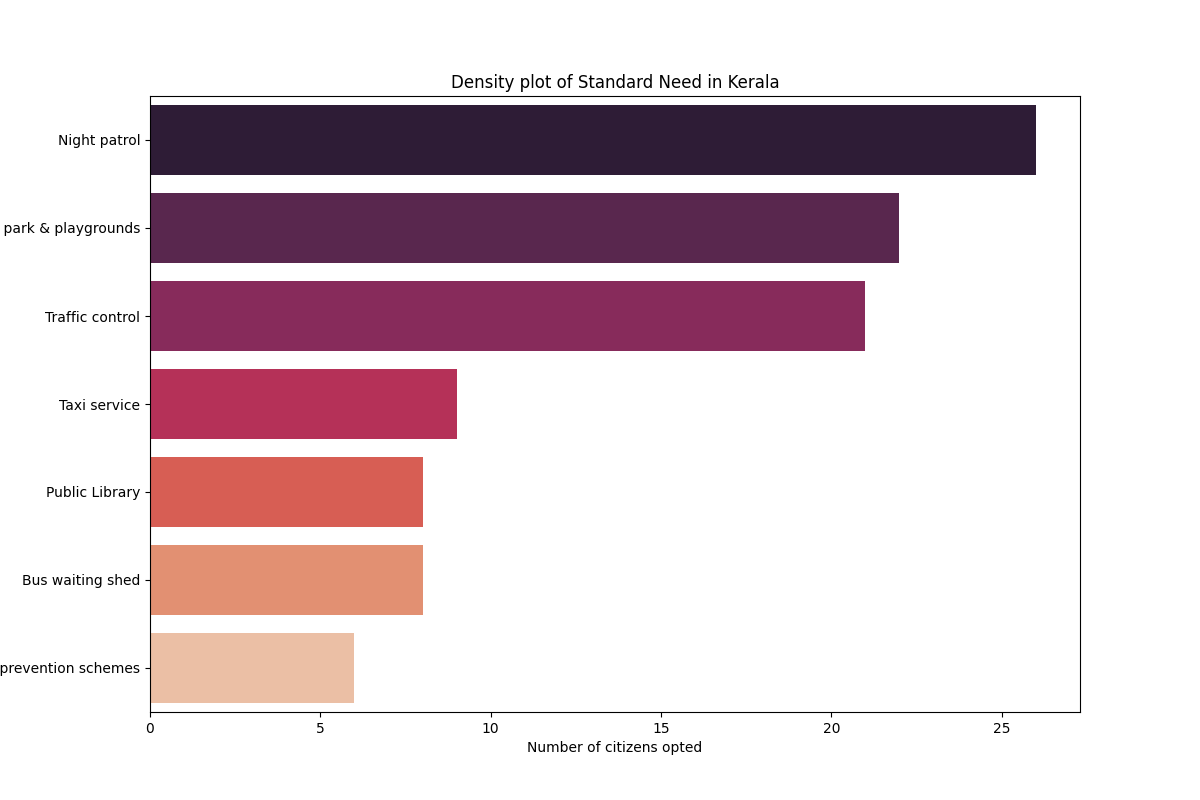 Density plot of Standard Need in Kerala
Night patrol
park & playgrounds
Traffic control
Taxi service
Public Library
Bus waiting shed
prevention schemes
0 5 10 15 20 25
Number of citizens opted